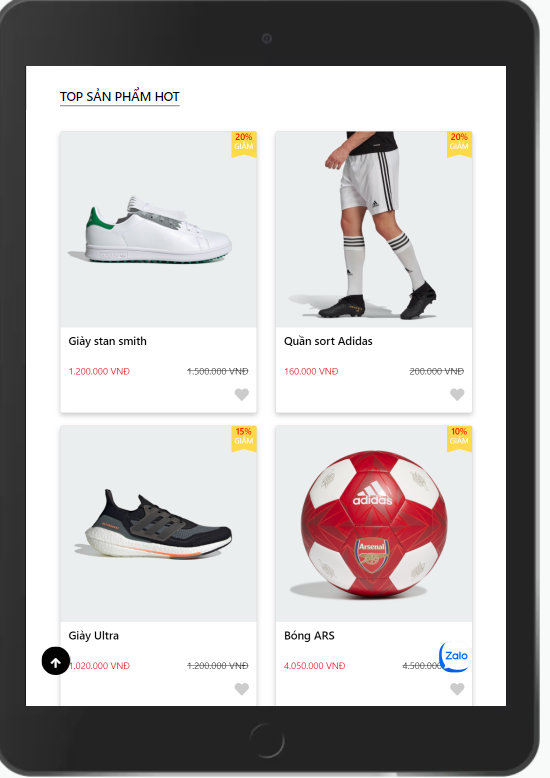 TOP SẢN PHẨM HOT
20%
GIẢM
20%
GIẢM
Giày stan smith
1.200.000 VNĐ
1.500.000 VNĐ
Quần sort Adidas
160.000 VNĐ
200.000 VNĐ
15%
GIẢM
10%
GIẢM
adidas
Arsenal
Giày Ultra
1.020.000 VNĐ
1.200.000 VNĐ
Bóng ARS
4.050.000 VNĐ
4.500.00
Zalo